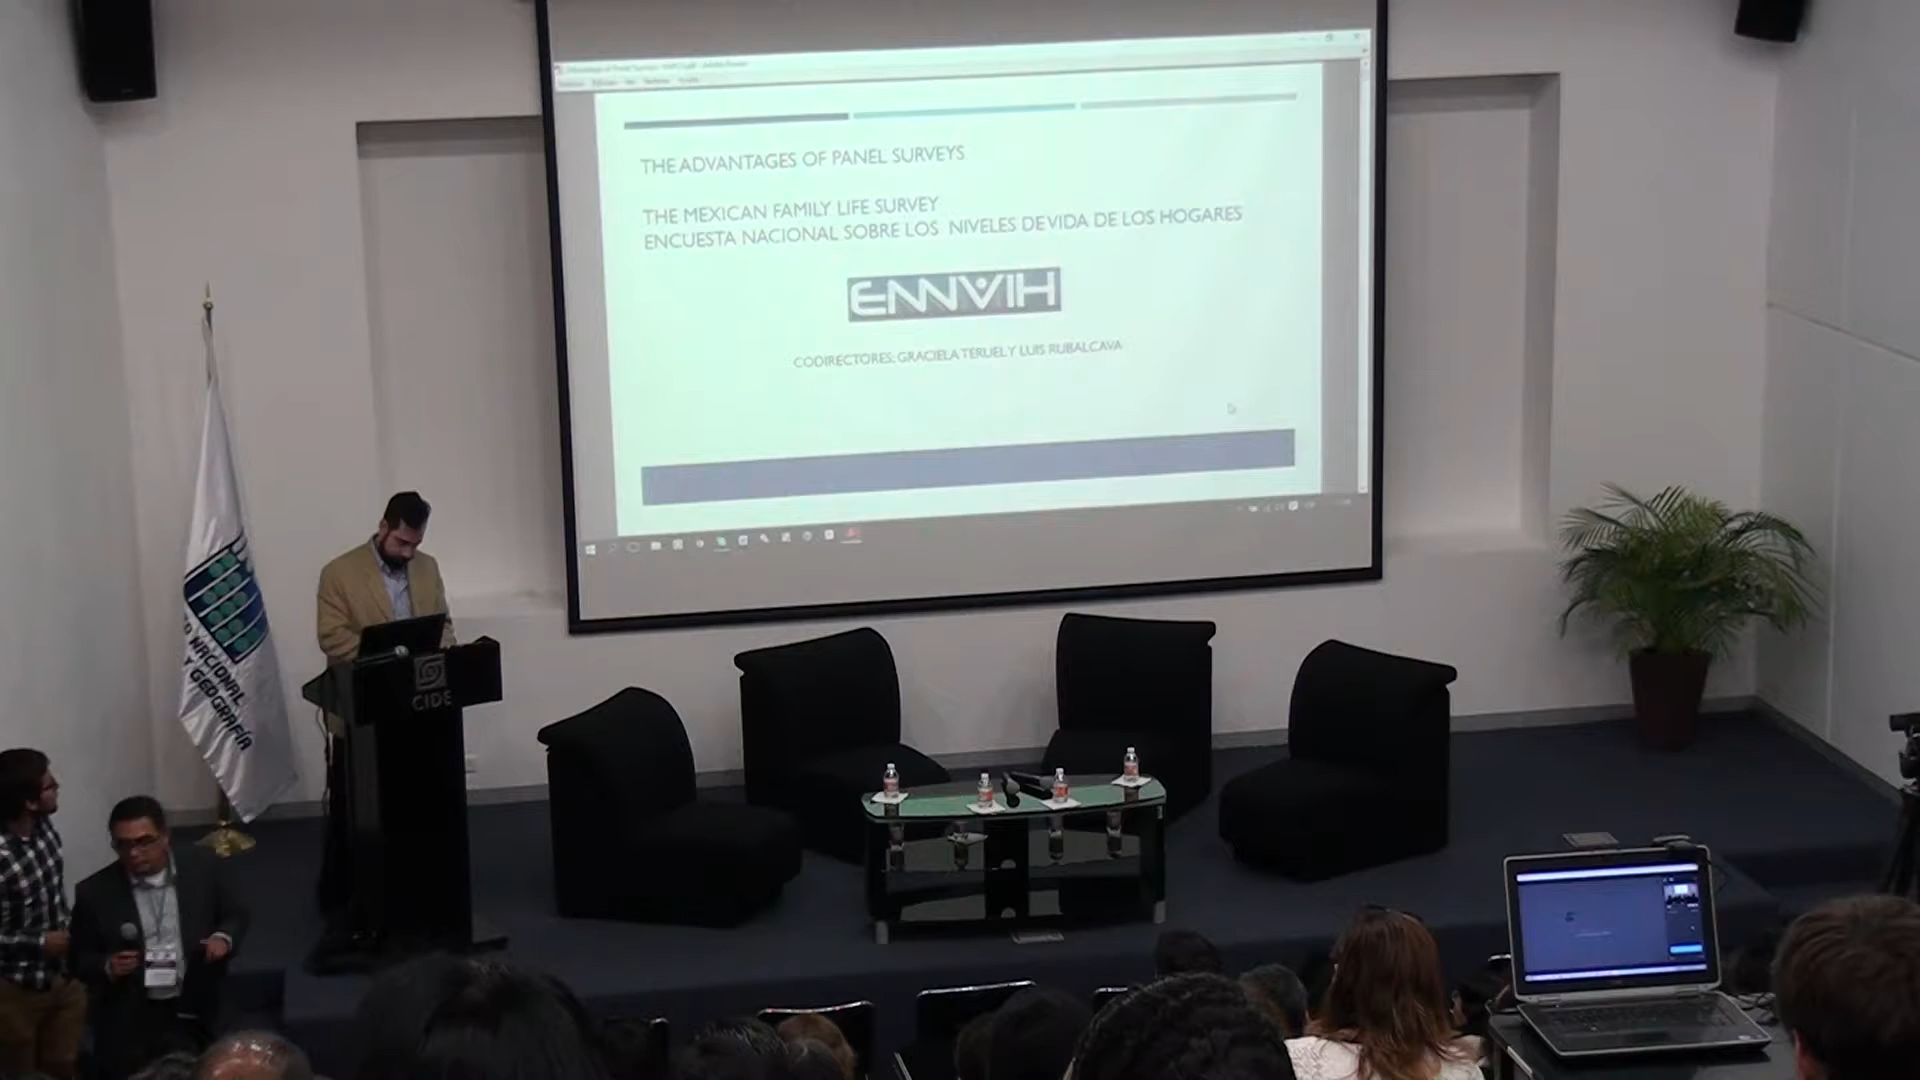 THE ADVANTAGES OF PANEL SURVEYS
THE MEXICAN FAMILY LIFE SURVEY
ENCUESTA NACIONAL SOBRE LOS NIVELES DE VIDA DE LOS HOGARES
ENNVIH
CODIRECTORES: GRACIELA TERUEL Y LUIS RUBALCAVA
CIDE
NACIONAL
Y GEOGRAFÍA